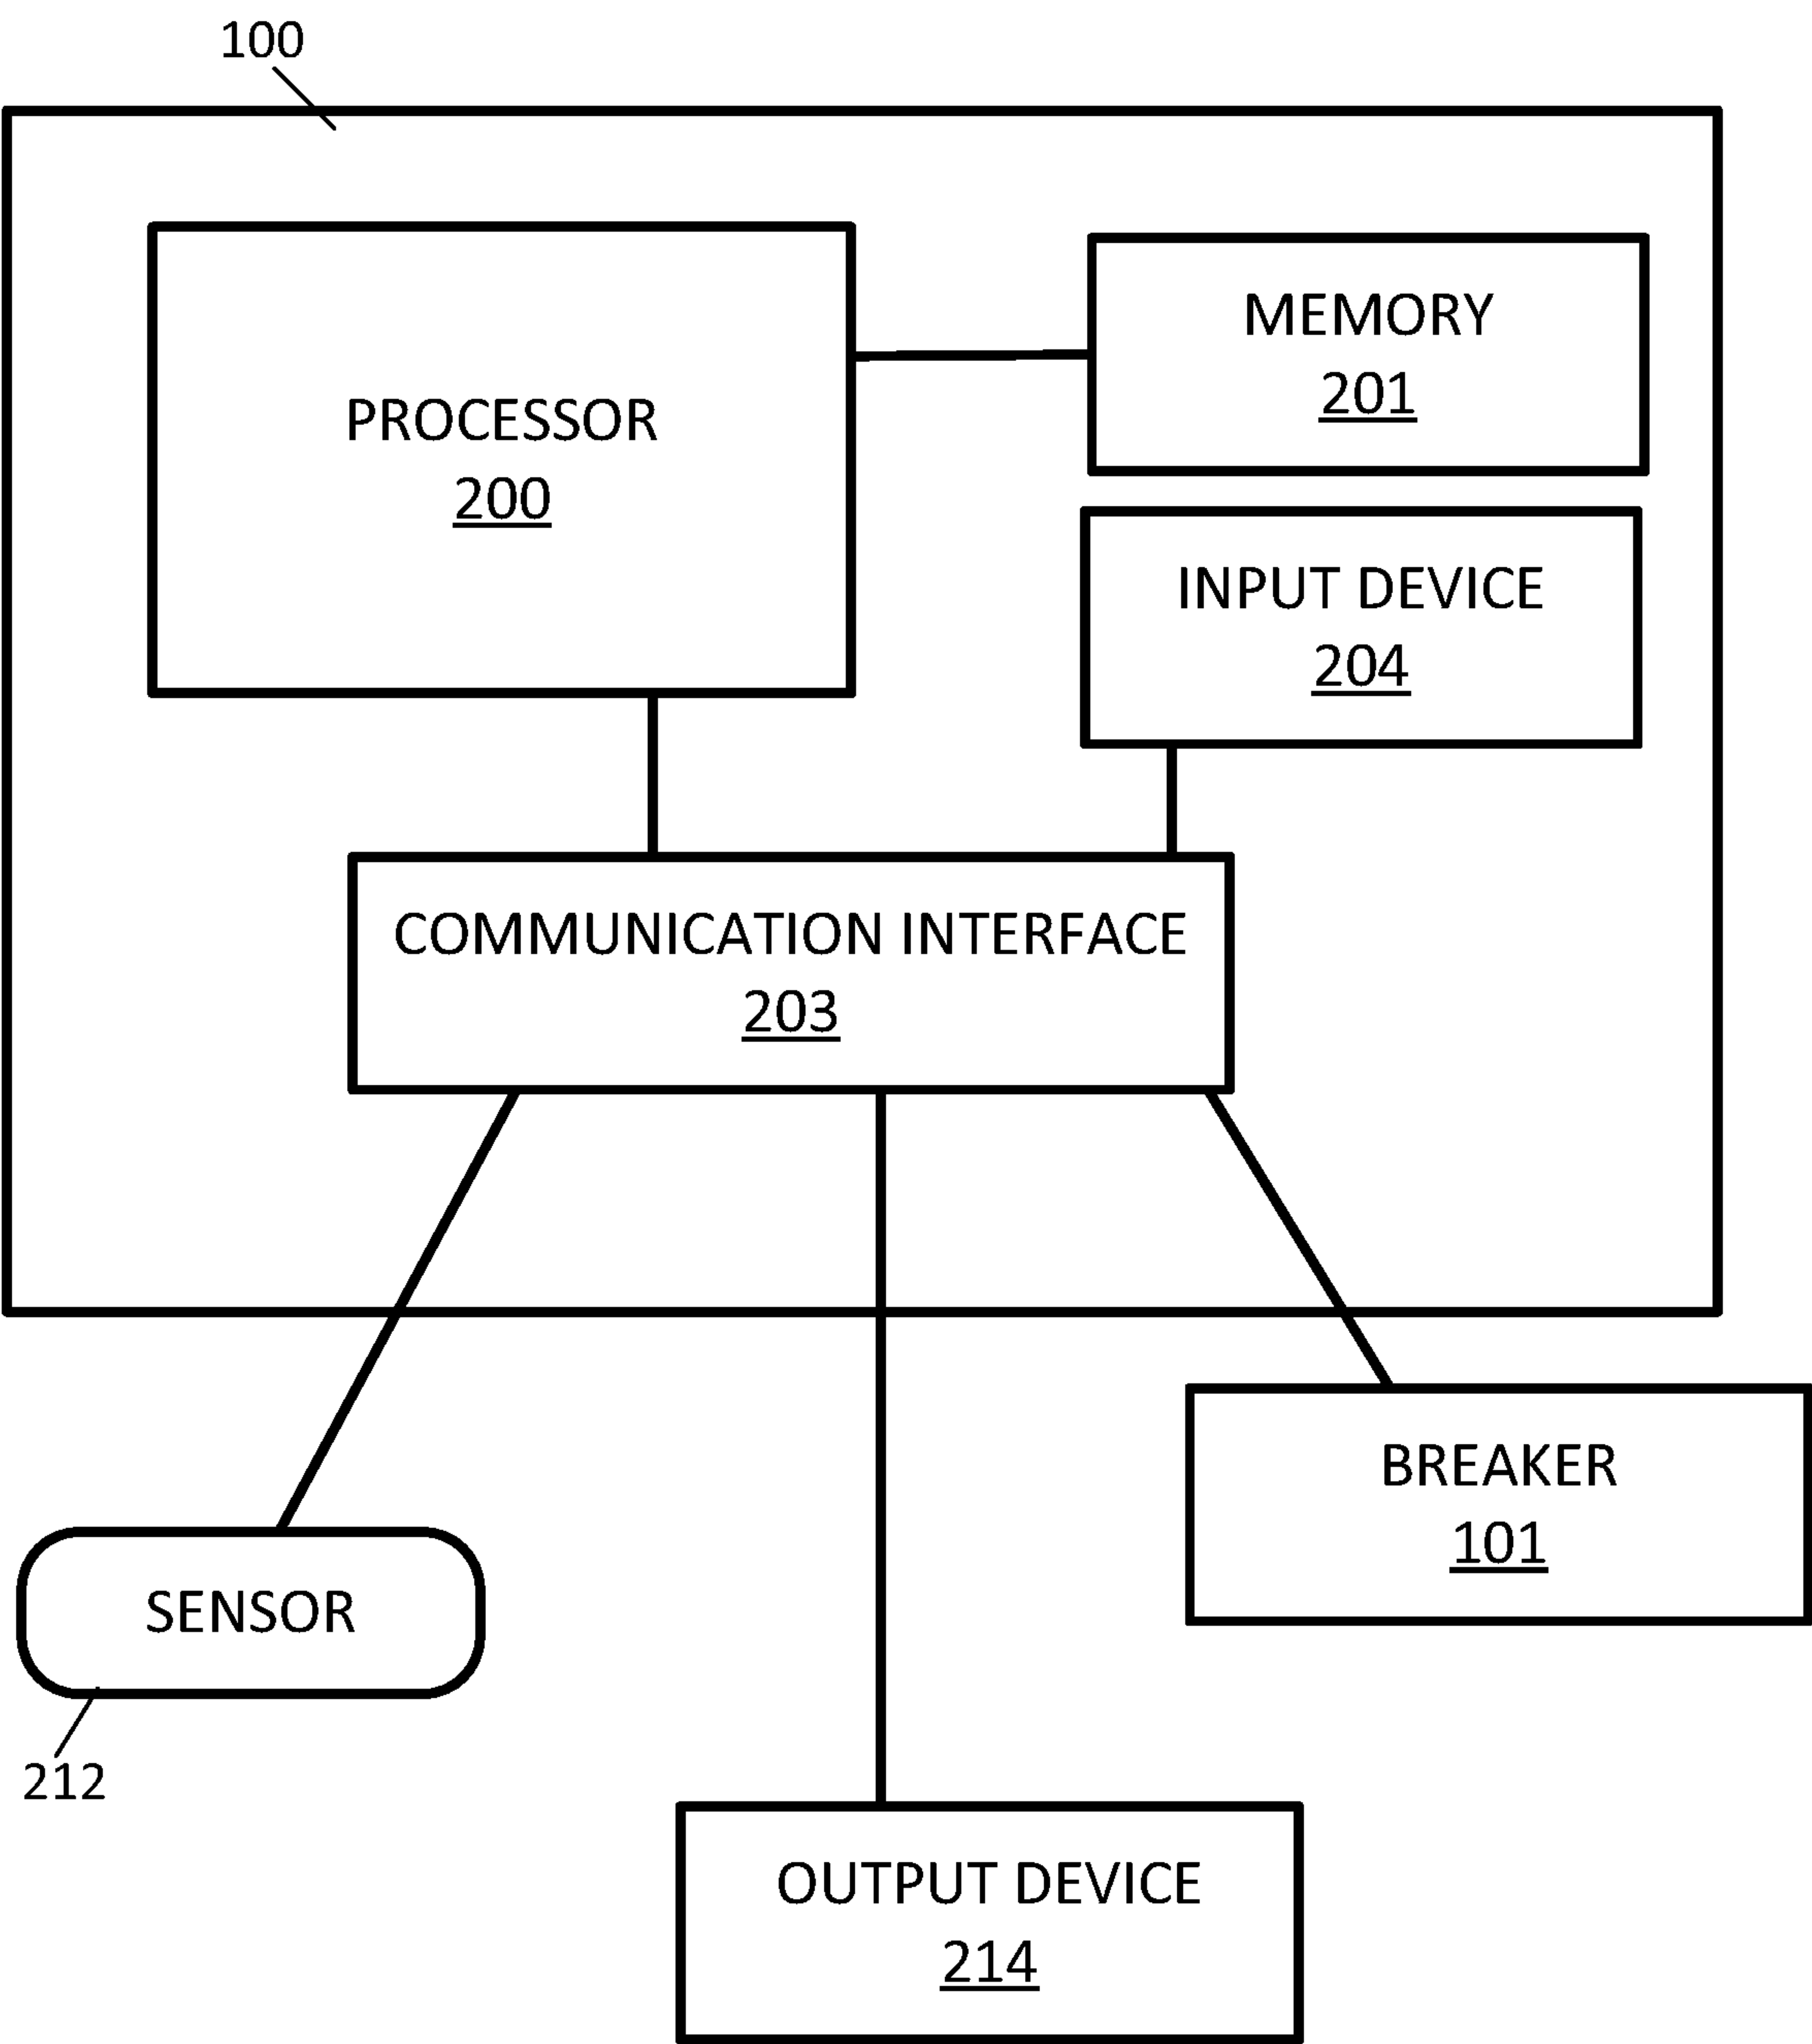 100
PROCESSOR
200
MEMORY
201
INPUT DEVICE
204
COMMUNICATION INTERFACE
203
BREAKER
101
SENSOR
212
OUTPUT DEVICE
214